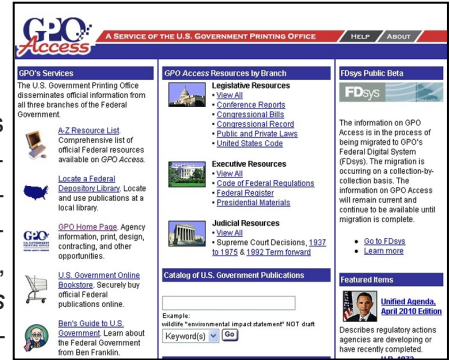 GPO
Access
A SERVICE OF THE U.S. GOVERNMENT PRINTING OFFICE
HELP
ABOUT
GPO's Services
The U.S. Government Printing Office
disseminates official information from
all three branches of the Federal
Government.
A-Z Resource List.
Comprehensive list of
official Federal resources
available on GPO Access.
Locate a Federal
Depository Library. Locate
and use publications at a
local library.
GPO Home Page. Agency
information, print, design,
contracting, and other
opportunities.
U.S. Government Online
Bookstore. Securely buy
official Federal
publications online.
Ben's Guide to U.S.
Government. Learn about
the Federal Government
from Ben Franklin.
GPO Access Resources by Branch
Legislative Resources
• View All
• Conference Reports
• Congressional Bills
• Congressional Record
• Public and Private Laws
• United States Code
Executive Resources
• View All
• Code of Federal Regulations
• Federal Register
• Presidential Materials
Judicial Resources
• View All
• Supreme Court Decisions, 1937
to 1975 & 1992 Term forward
Catalog of U.S. Government Publications
Example:
wildlife "environmental impact statement" NOT draft
Keyword(s)
Go
FDsys Public Beta
FDsys
The information on GPO
Access is in the process of
being migrated to GPO's
Federal Digital System
(FDsys). The migration is
occurring on a collection-by-
collection basis. The
information on GPO Access
will remain current and
continue to be available until
migration is complete.
• Go to FDsys
• Learn more
Featured Items
Unified Agenda,
April 2010 Edition
Describes regulatory actions
agencies are developing or
have recently completed.